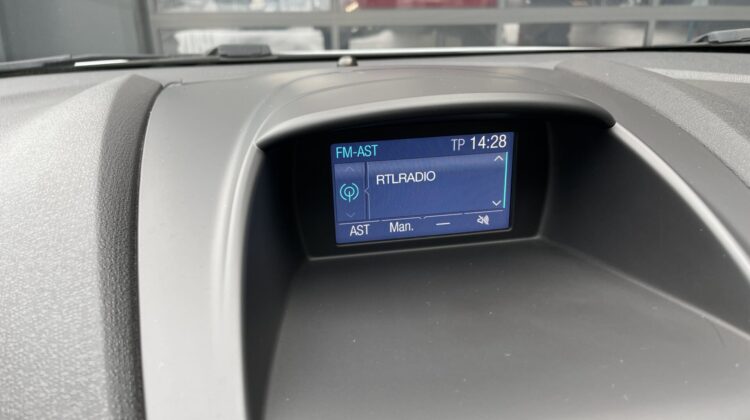 FM-AST TP 14:28
RTLRADIO
AST Man. —